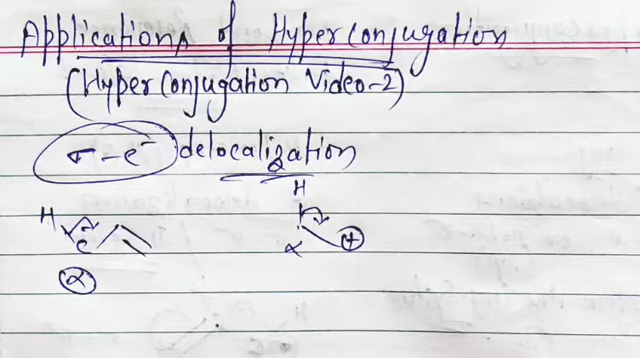 Applications of Hyperconjugation
(Hyperconjugation Video-2)
σ-e⁻ delocalization
H
H
C
α
α
+